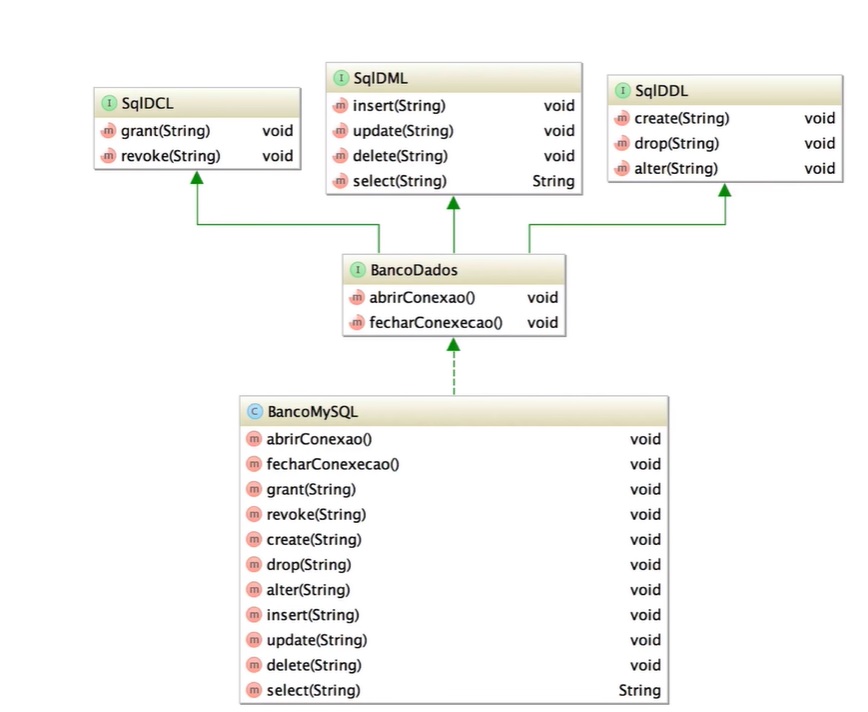 SqlDCL
grant(String) void
revoke(String) void
SqlDML
insert(String) void
update(String) void
delete(String) void
select(String) String
SqlDDL
create(String) void
drop(String) void
alter(String) void
BancoDados
abrirConexao() void
fecharConexecao() void
BancoMySQL
abrirConexao() void
fecharConexecao() void
grant(String) void
revoke(String) void
create(String) void
drop(String) void
alter(String) void
insert(String) void
update(String) void
delete(String) void
select(String) String